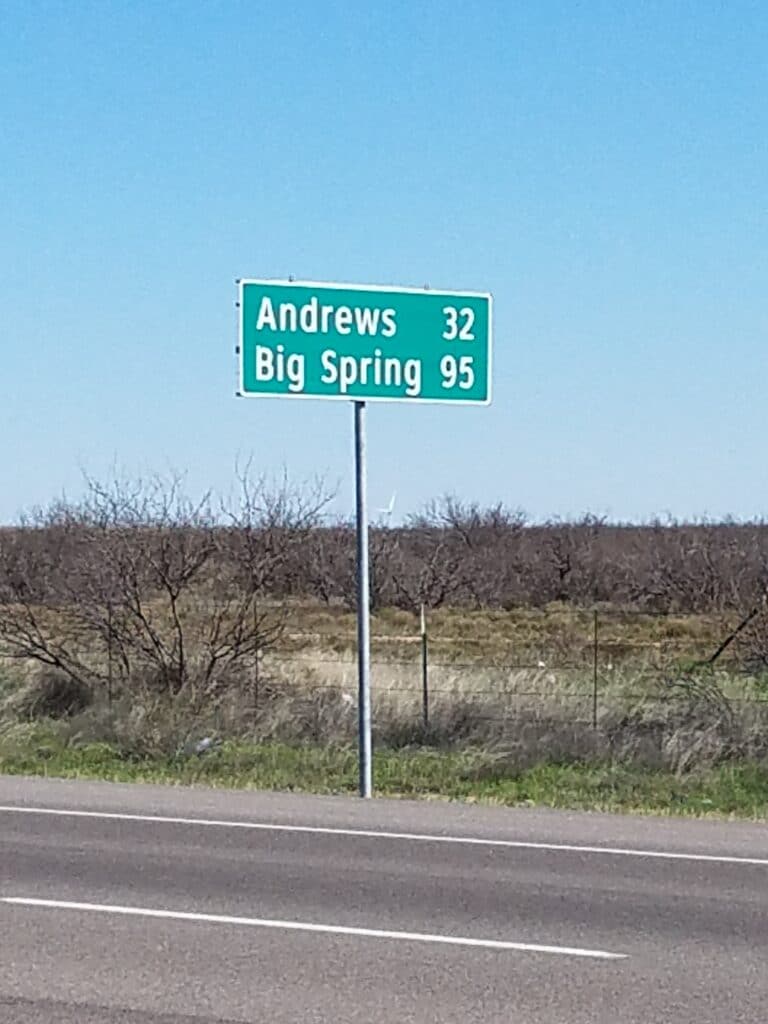 Andrews 32
Big Spring 95